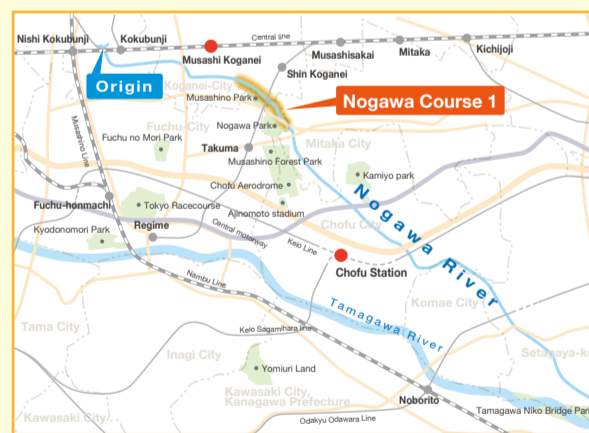 Nishi Kokubunji
Kokubunji
Central line
Musashi Koganei
Musashisakai
Mitaka
Kichijoji
Shin Koganei
Origin
Koganei-City
Musashino Park
Nogawa Course 1
Musashino Line
Fuchu-City
Fuchu no Mori Park
Nogawa Park
Mitaka City
Takuma
Musashino Forest Park
Chofu Aerodrome
Kamiyo park
Fuchu-honmachi
Tokyo Racecourse
Ajinomoto stadium
Nogawa River
Kyodonomori Park
Regime
Central motorway
Keio Line
Chofu City
Chofu Station
Nambu Line
Tamagawa River
Komae City
Tama City
Keio Sagamihara line
Inagi City
Setagaya-k
Yomiuri Land
Kawasaki City,
Kanagawa Prefecture
Noborito
Tamagawa Niko Bridge Park
Kawasaki City,
Odakyu Odawara Line